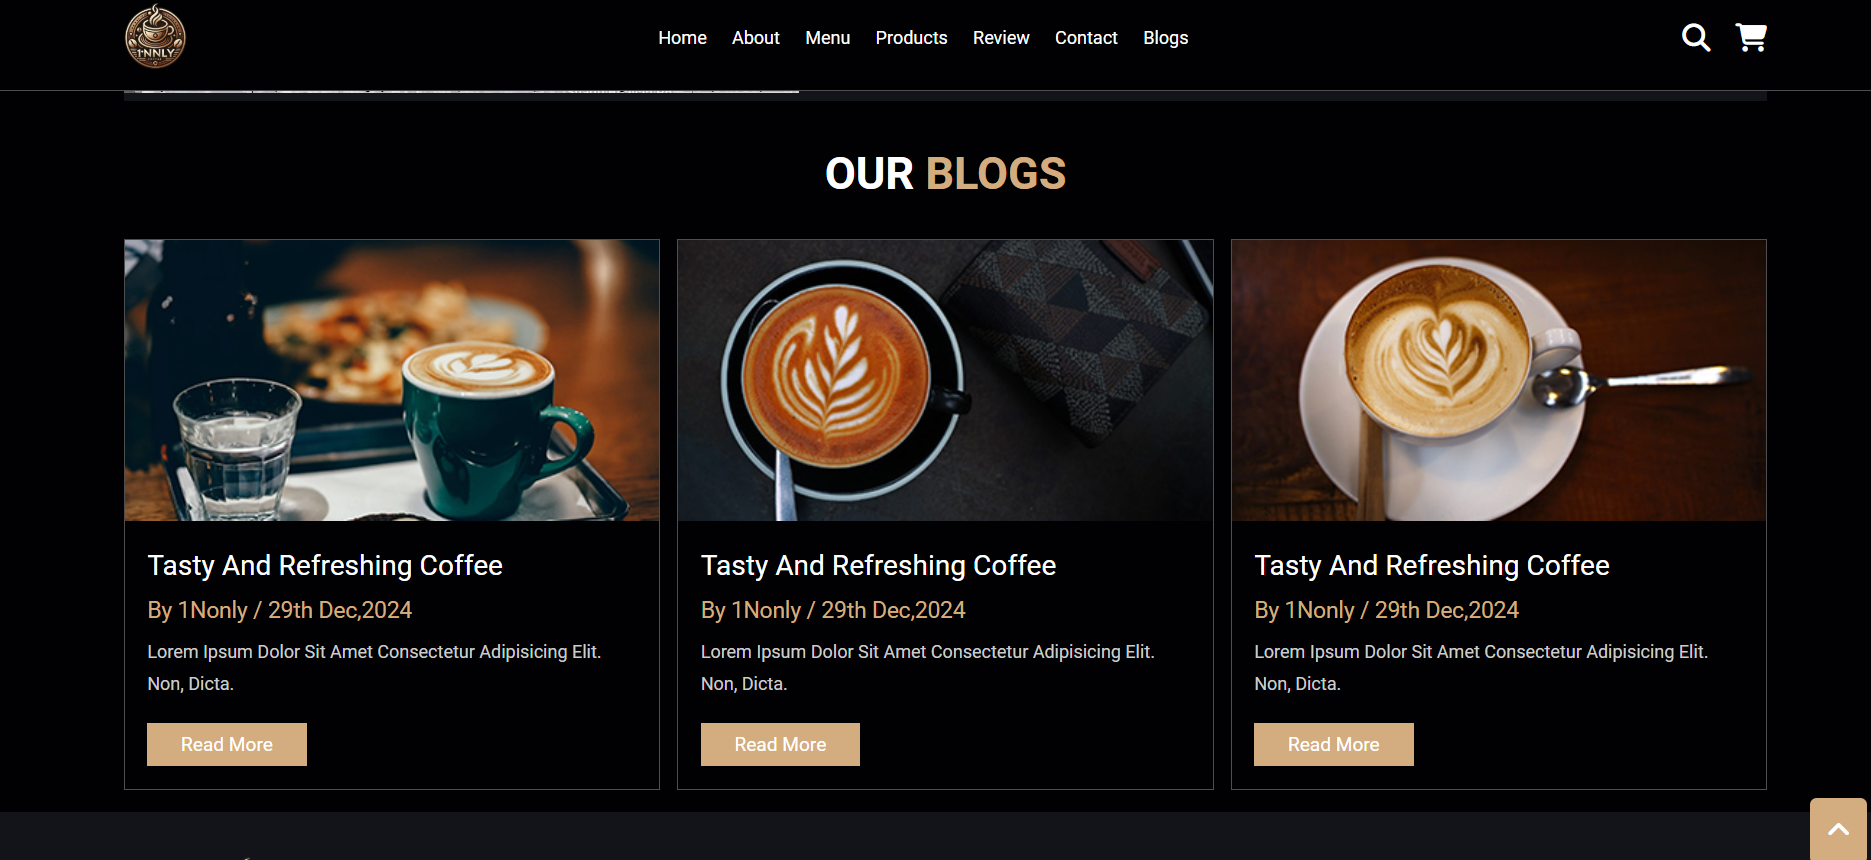 1NNLY
Home About Menu Products Review Contact Blogs
OUR BLOGS
Tasty And Refreshing Coffee
By 1Nonly / 29th Dec,2024
Lorem Ipsum Dolor Sit Amet Consectetur Adipisicing Elit.
Non, Dicta.
Read More
Tasty And Refreshing Coffee
By 1Nonly / 29th Dec,2024
Lorem Ipsum Dolor Sit Amet Consectetur Adipisicing Elit.
Non, Dicta.
Read More
Tasty And Refreshing Coffee
By 1Nonly / 29th Dec,2024
Lorem Ipsum Dolor Sit Amet Consectetur Adipisicing Elit.
Non, Dicta.
Read More